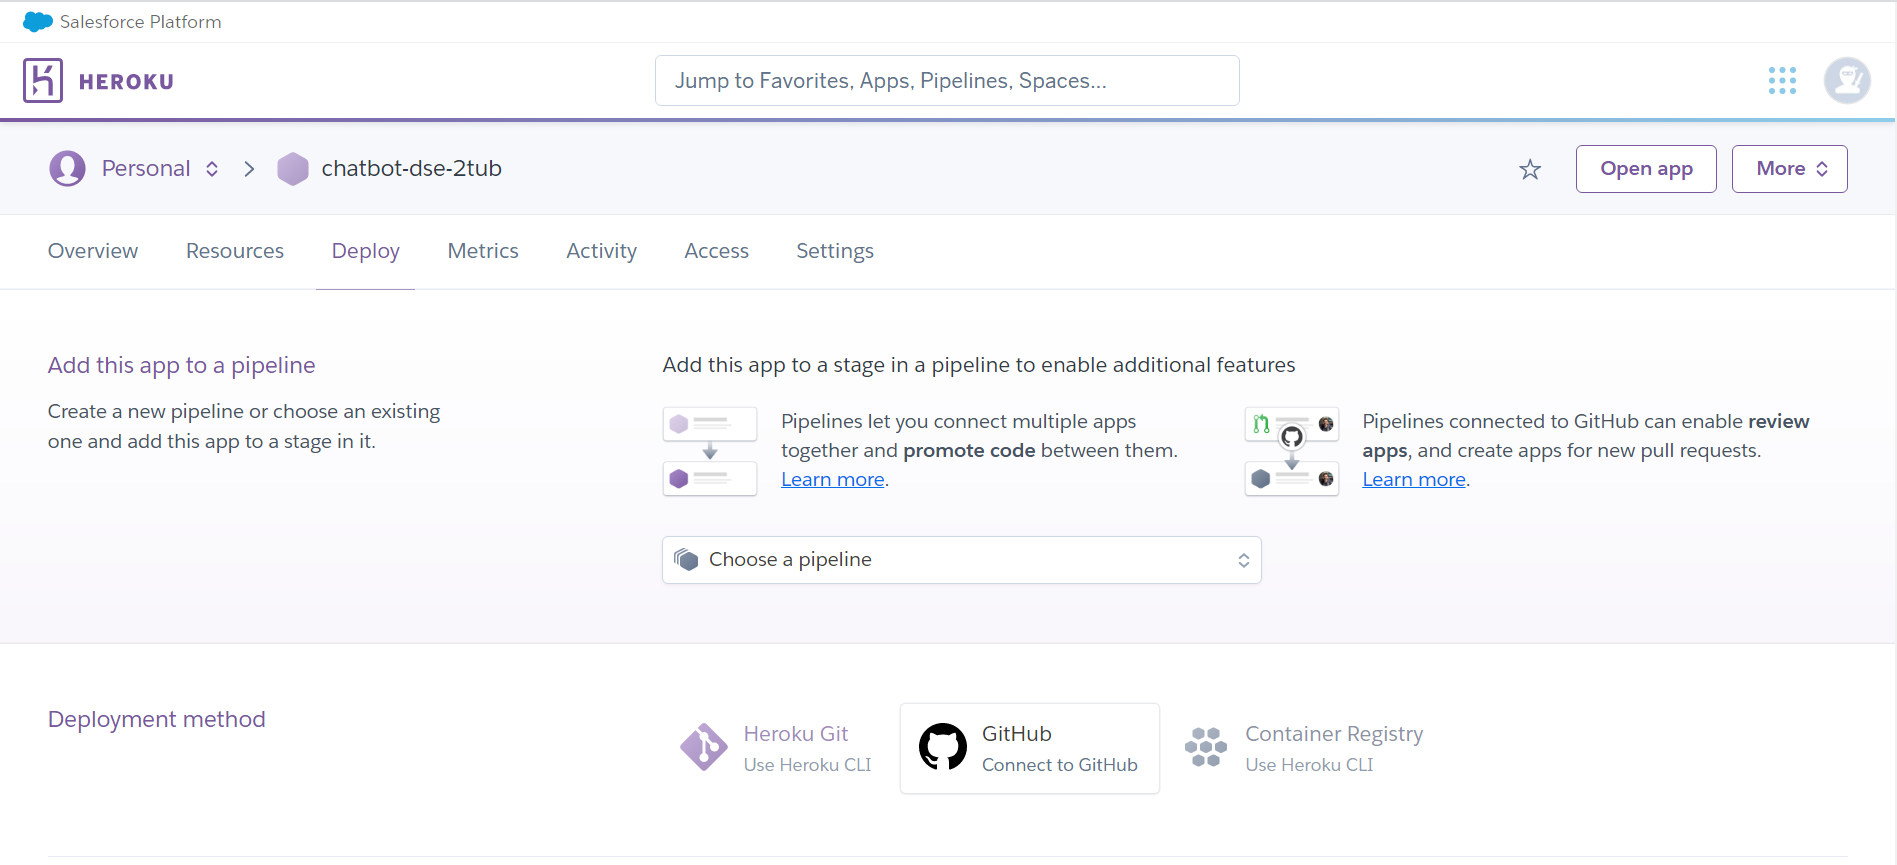 Salesforce Platform
HEROKU
Jump to Favorites, Apps, Pipelines, Spaces...
Personal
chatbot-dse-2tub
Open app
More
Overview
Resources
Deploy
Metrics
Activity
Access
Settings
Add this app to a pipeline
Create a new pipeline or choose an existing
one and add this app to a stage in it.
Add this app to a stage in a pipeline to enable additional features
Pipelines let you connect multiple apps
together and promote code between them.
Learn more.
Pipelines connected to GitHub can enable review
apps, and create apps for new pull requests.
Learn more.
Choose a pipeline
Deployment method
Heroku Git
Use Heroku CLI
GitHub
Connect to GitHub
Container Registry
Use Heroku CLI